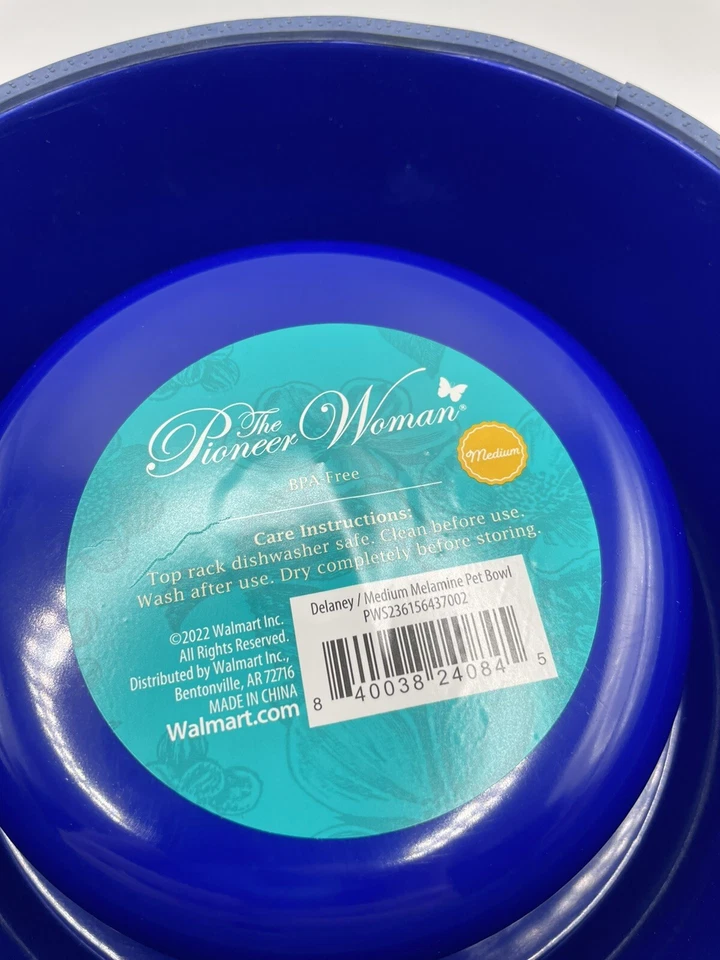 The
Pioneer Woman®
Medium
BPA-Free
Care Instructions:
Top rack dishwasher safe. Clean before use.
Wash after use. Dry completely before storing.
©2022 Walmart Inc.
All Rights Reserved.
Distributed by Walmart Inc.,
Bentonville, AR 72716
MADE IN CHINA
Walmart.com
Delaney / Medium Melamine Pet Bowl
PWS236156437002
8 40038 24084 5